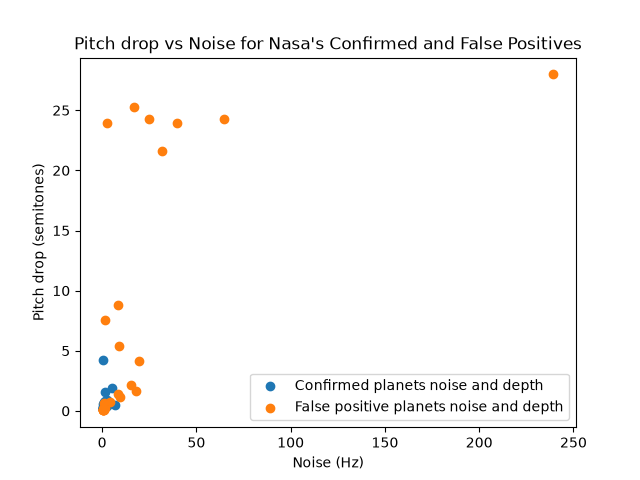 Pitch drop vs Noise for Nasa's Confirmed and False Positives
25
20
15
10
5
0
Pitch drop (semitones)
Confirmed planets noise and depth
False positive planets noise and depth
0 50 100 150 200 250
Noise (Hz)